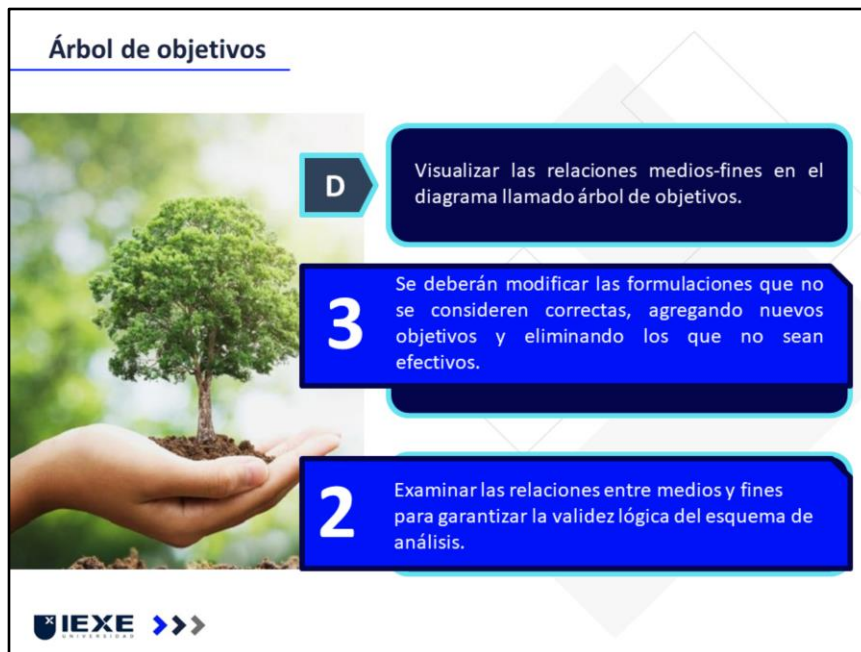 Árbol de objetivos
D
Visualizar las relaciones medios-fines en el
diagrama llamado árbol de objetivos.
3
Se deberán modificar las formulaciones que no
se consideren correctas, agregando nuevos
objetivos y eliminando los que no sean
efectivos.
2
Examinar las relaciones entre medios y fines
para garantizar la validez lógica del esquema de
análisis.
IEXE
UNIVERSIDAD